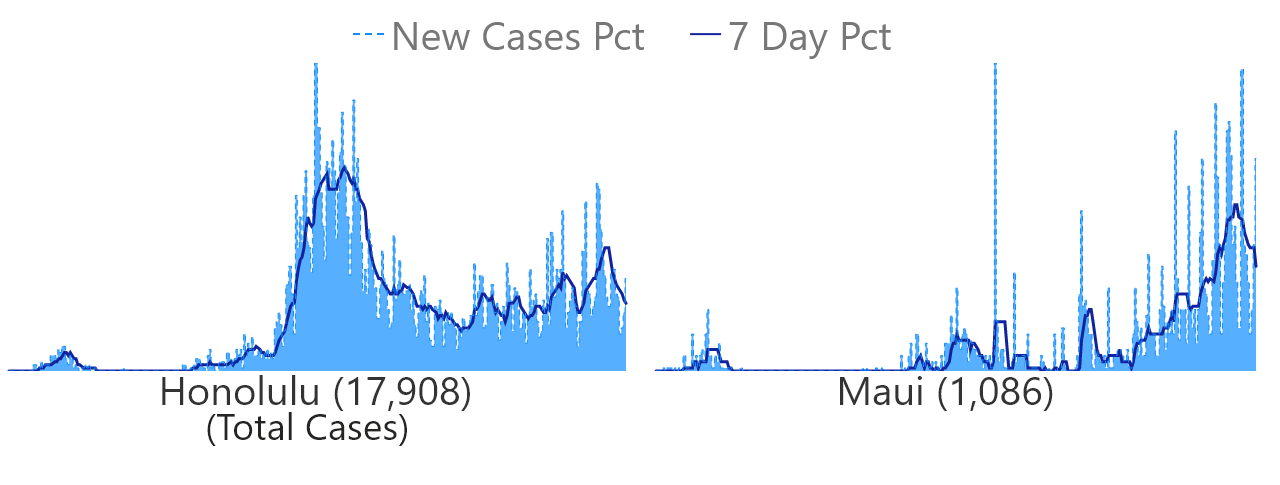 New Cases Pct 7 Day Pct
Honolulu (17,908) Maui (1,086)
(Total Cases)